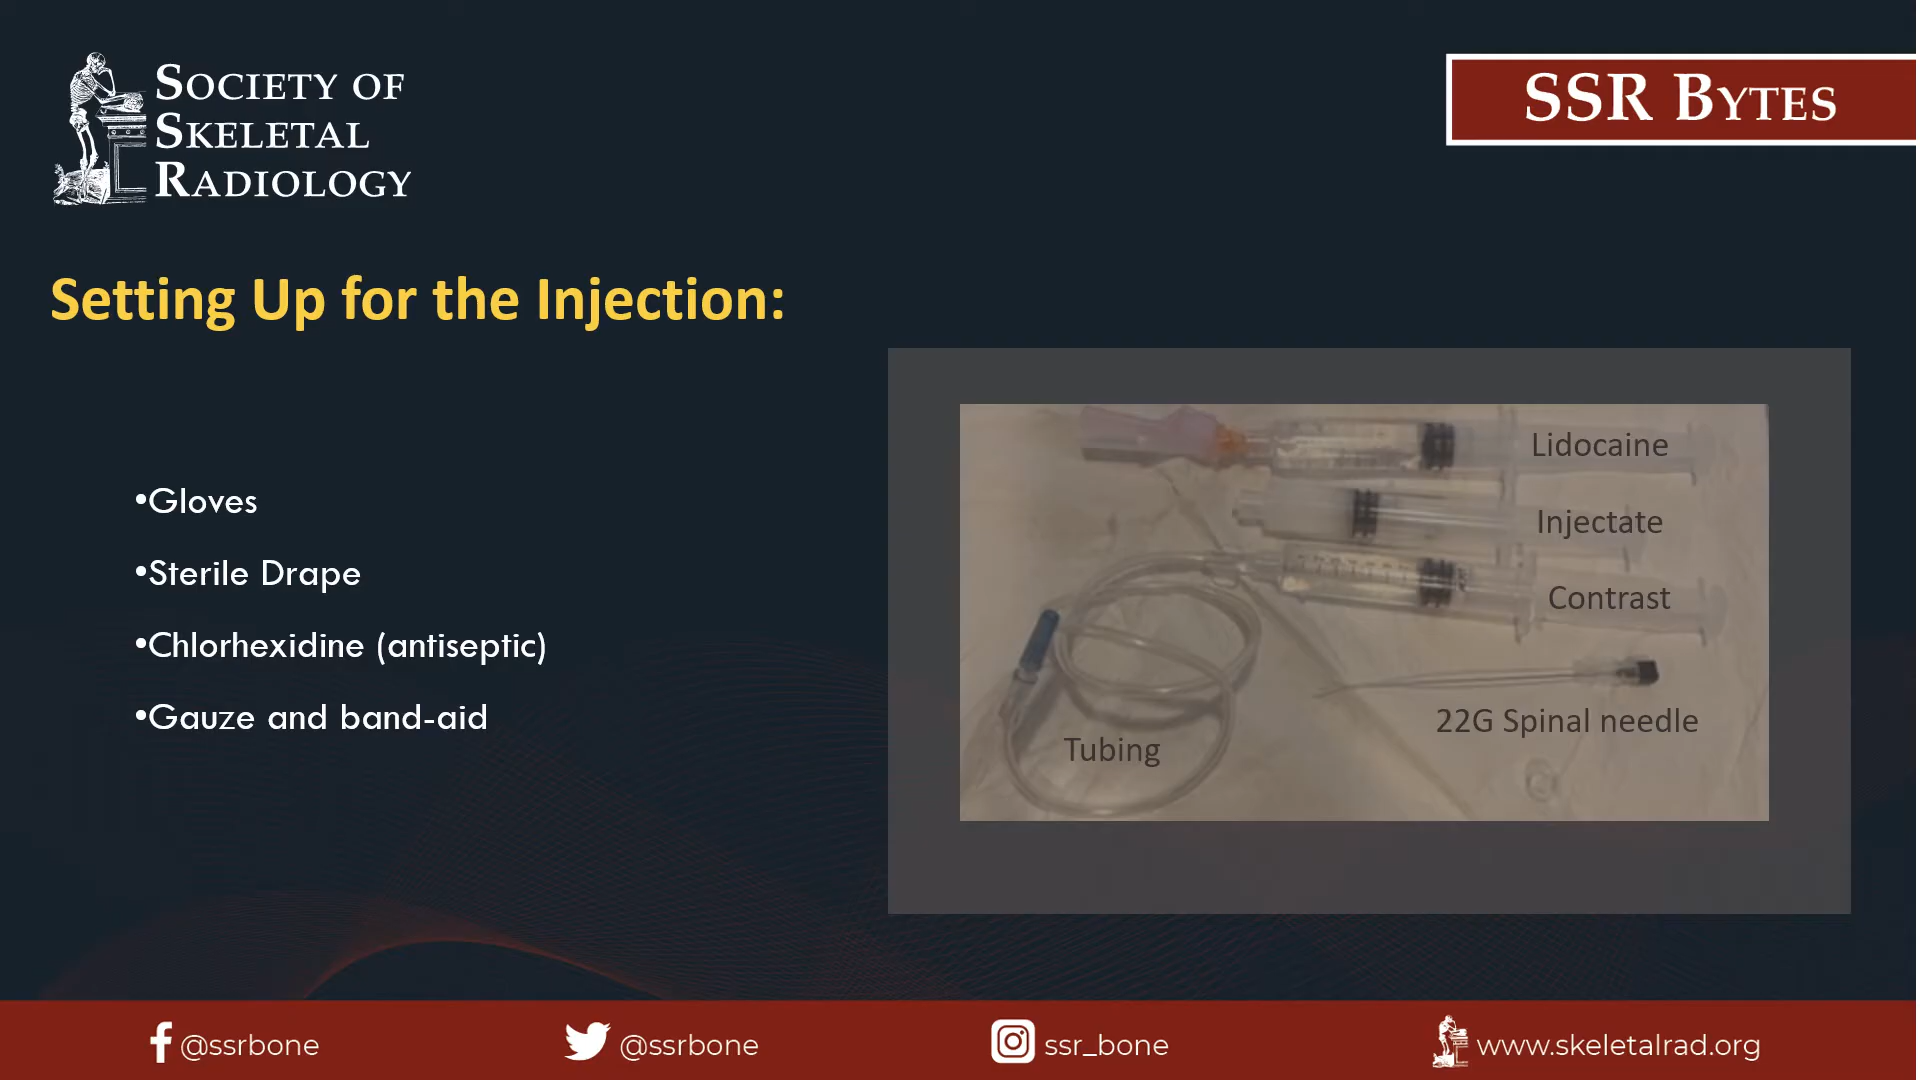 SOCIETY OF
SKELETAL
RADIOLOGY
SSR BYTES
Setting Up for the Injection:
•Gloves
•Sterile Drape
•Chlorhexidine (antiseptic)
•Gauze and band-aid
Lidocaine
Injectate
Contrast
22G Spinal needle
Tubing
@ssrbone
@ssrbone
ssr_bone
www.skeletalrad.org